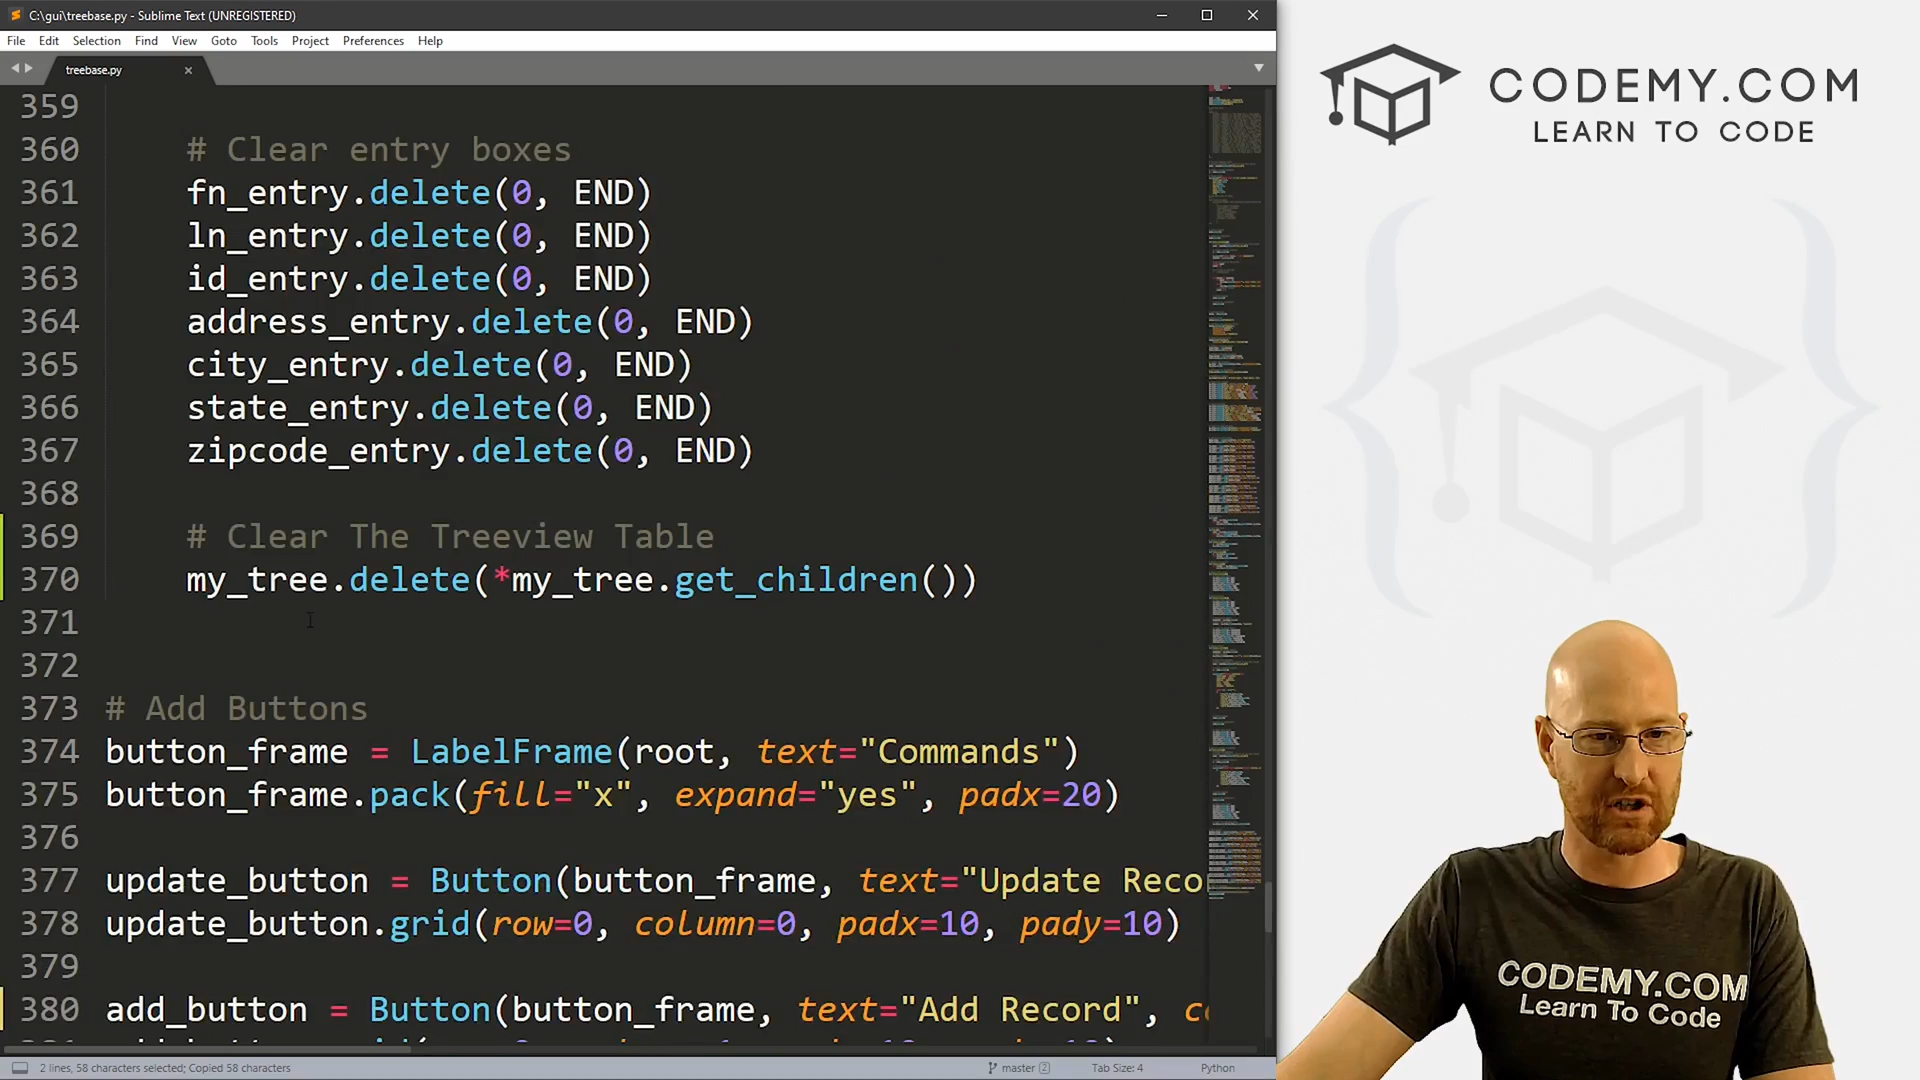 C:\gui\treebase.py - Sublime Text (UNREGISTERED)
File Edit Selection Find View Goto Tools Project Preferences Help
treebase.py
359
360 # Clear entry boxes
361 fn_entry.delete(0, END)
362 ln_entry.delete(0, END)
363 id_entry.delete(0, END)
364 address_entry.delete(0, END)
365 city_entry.delete(0, END)
366 state_entry.delete(0, END)
367 zipcode_entry.delete(0, END)
368
369 # Clear The Treeview Table
370 my_tree.delete(*my_tree.get_children())
371
372
373 # Add Buttons
374 button_frame = LabelFrame(root, text="Commands")
375 button_frame.pack(fill="x", expand="yes", padx=20)
376
377 update_button = Button(button_frame, text="Update Reco
378 update_button.grid(row=0, column=0, padx=10, pady=10)
379
380 add_button = Button(button_frame, text="Add Record", co
2 lines, 58 characters selected; Copied 58 characters
master 2
Tab Size: 4
Python
CODEMY.COM
LEARN TO CODE
CODEMY.COM
Learn To Code